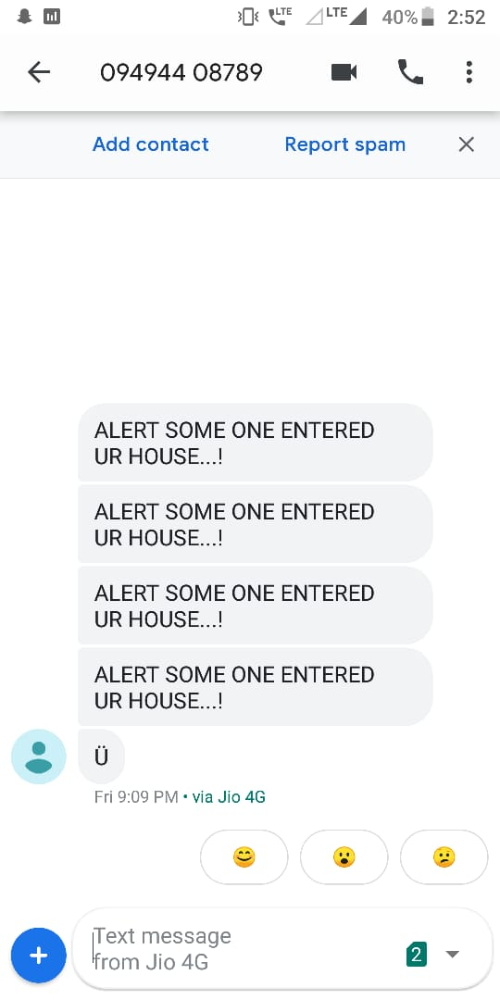 LTE LTE 40% 2:52
094944 08789
Add contact Report spam
ALERT SOME ONE ENTERED
UR HOUSE...!
ALERT SOME ONE ENTERED
UR HOUSE...!
ALERT SOME ONE ENTERED
UR HOUSE...!
ALERT SOME ONE ENTERED
UR HOUSE...!
Ü
Fri 9:09 PM • via Jio 4G
Text message
from Jio 4G
2